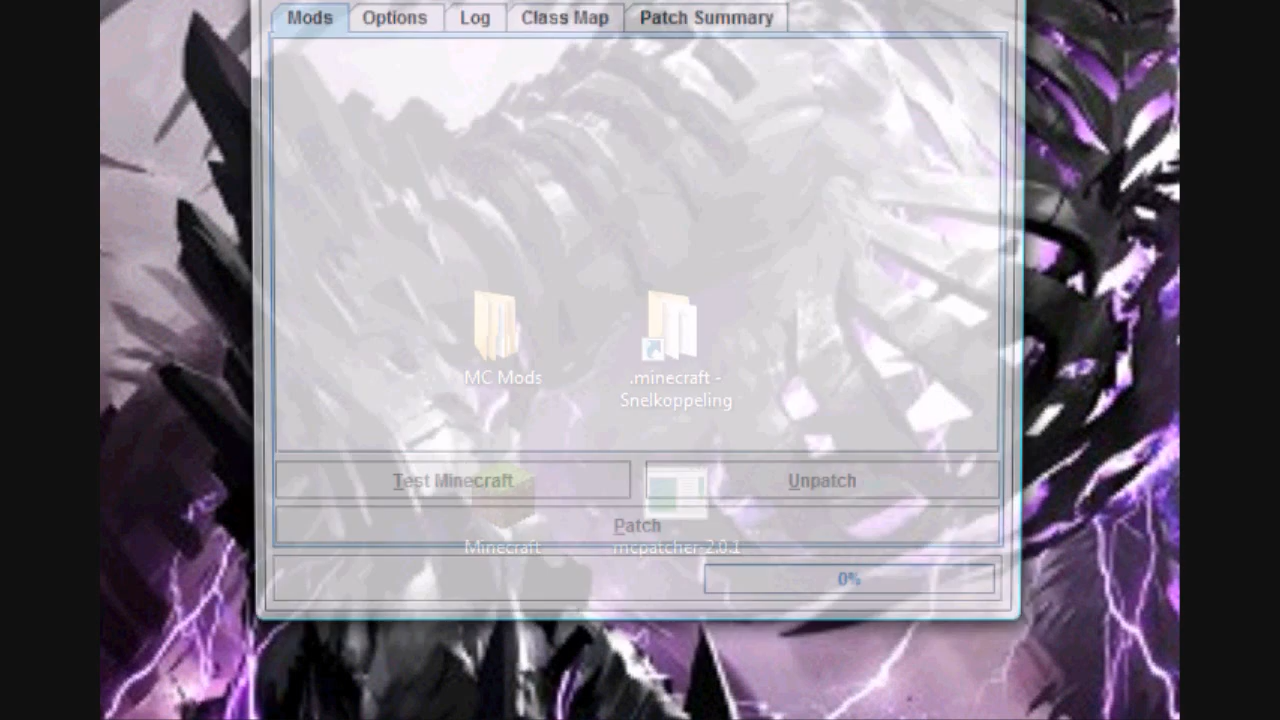 Mods Options Log Class Map Patch Summary
MC Mods
.minecraft -
Snelkoppeling
Test Minecraft Unpatch
Patch
Minecraft mcpatcher-2.0.1
0%